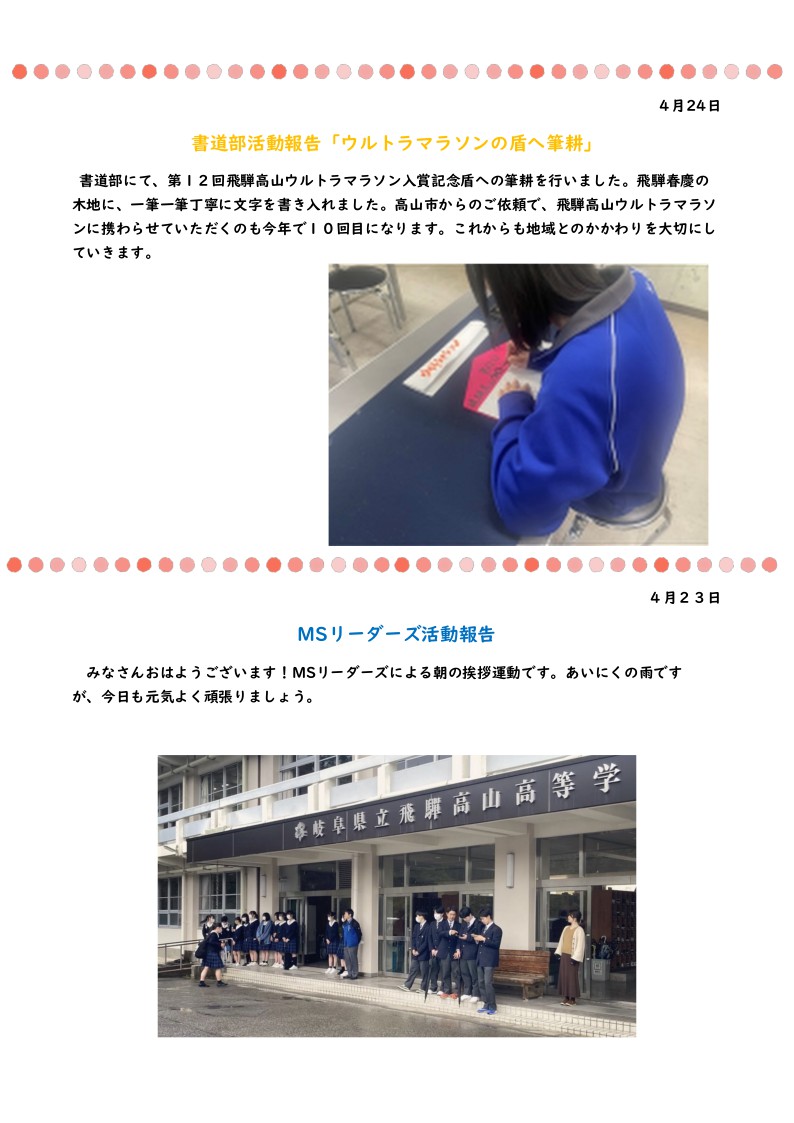 ４月24日
書道部活動報告「ウルトラマラソンの盾へ筆耕」
書道部にて、第１２回飛騨高山ウルトラマラソン入賞記念盾への筆耕を行いました。飛騨春慶の
木地に、一筆一筆丁寧に文字を書き入れました。高山市からのご依頼で、飛騨高山ウルトラマラソ
ンに携わらせていただくのも今年で１０回目になります。これからも地域とのかかわりを大切にし
ていきます。
４月２３日
MSリーダーズ活動報告
みなさんおはようございます！MSリーダーズによる朝の挨拶運動です。あいにくの雨です
が、今日も元気よく頑張りましょう。
岐阜県立飛騨高山高等学